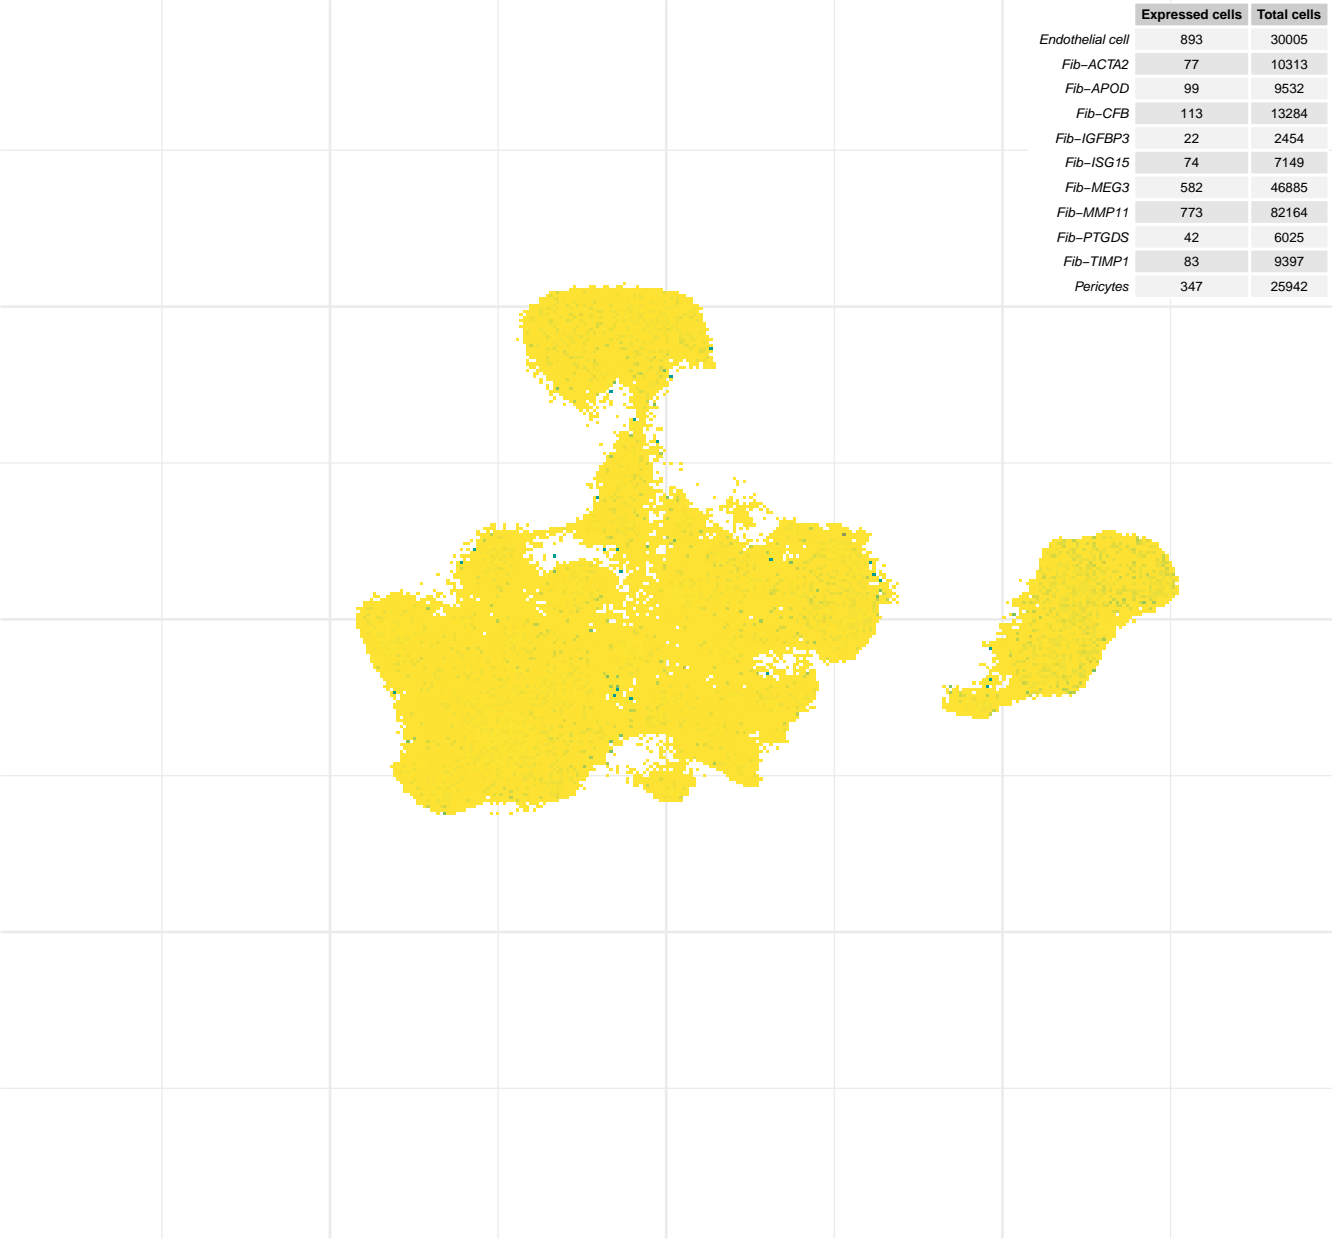 Expressed cells Total cells
Endothelial cell 893 30005
Fib−ACTA2 77 10313
Fib−APOD 99 9532
Fib−CFB 113 13284
Fib−IGFBP3 22 2454
Fib−ISG15 74 7149
Fib−MEG3 582 46885
Fib−MMP11 773 82164
Fib−PTGDS 42 6025
Fib−TIMP1 83 9397
Pericytes 347 25942